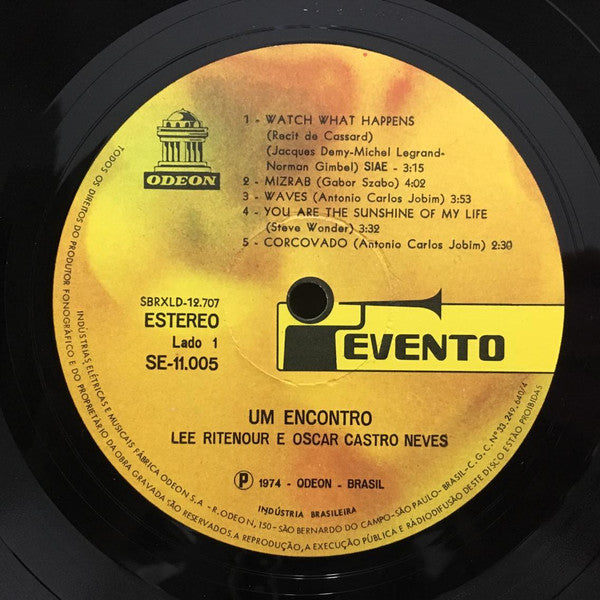 1 - WATCH WHAT HAPPENS
(Recit de Cassard)
(Jacques Demy-Michel Legrand-
Norman Gimbel) SIAE - 3:15
2 - MIZRAB (Gabor Szabo) 4:02
3 - WAVES (Antonio Carlos Jobim) 3:53
4 - YOU ARE THE SUNSHINE OF MY LIFE
(Steve Wonder) 3:32
5 - CORCOVADO (Antonio Carlos Jobim) 2:30
ODEON
SBRXLD-12.707
ESTEREO
Lado 1
SE-11.005
EVENTO
UM ENCONTRO
LEE RITENOUR E OSCAR CASTRO NEVES
P 1974 - ODEON - BRASIL
INDÚSTRIA BRASILEIRA
INDÚSTRIAS ELÉTRICAS E MUSICAIS FÁBRICA ODEON S.A - R. ODEON, 150 - SÃO BERNARDO DO CAMPO - SÃO PAULO - BRASIL - C.G.C. Nº 33.249.640/4
TODOS OS DIREITOS DO PRODUTOR FONOGRÁFICO E DO PROPRIETÁRIO DA OBRA GRAVADA SÃO RESERVADOS. A REPRODUÇÃO, A EXECUÇÃO PÚBLICA E RÁDIODIFUSÃO DESTE DISCO ESTÃO PROIBIDAS